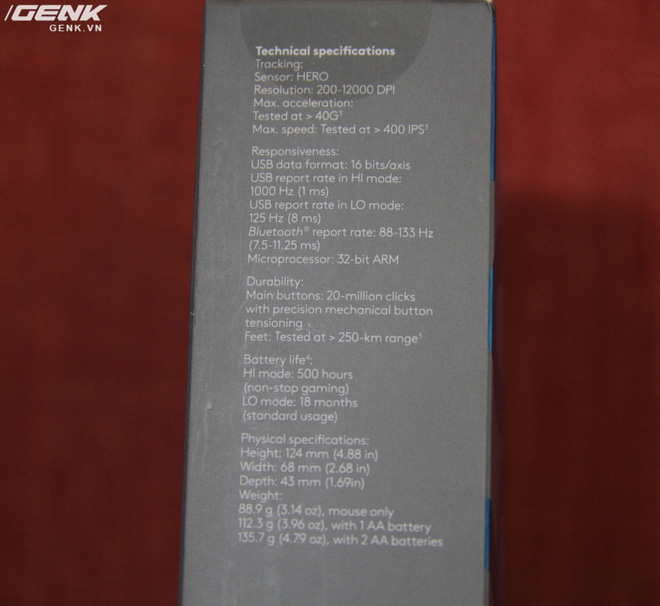 GENK
GENK.VN
Technical specifications
Tracking:
Sensor: HERO
Resolution: 200-12000 DPI
Max. acceleration:
Tested at > 40G³
Max. speed: Tested at > 400 IPS³
Responsiveness:
USB data format: 16 bits/axis
USB report rate in HI mode:
1000 Hz (1 ms)
USB report rate in LO mode:
125 Hz (8 ms)
Bluetooth® report rate: 88-133 Hz
(7.5-11.25 ms)
Microprocessor: 32-bit ARM
Durability:
Main buttons: 20-million clicks
with precision mechanical button
tensioning
Feet: Tested at > 250-km range³
Battery life⁴:
HI mode: 500 hours
(non-stop gaming)
LO mode: 18 months
(standard usage)
Physical specifications:
Height: 124 mm (4.88 in)
Width: 68 mm (2.68 in)
Depth: 43 mm (1.69in)
Weight:
88.9 g (3.14 oz), mouse only
112.3 g (3.96 oz), with 1 AA battery
135.7 g (4.79 oz), with 2 AA batteries